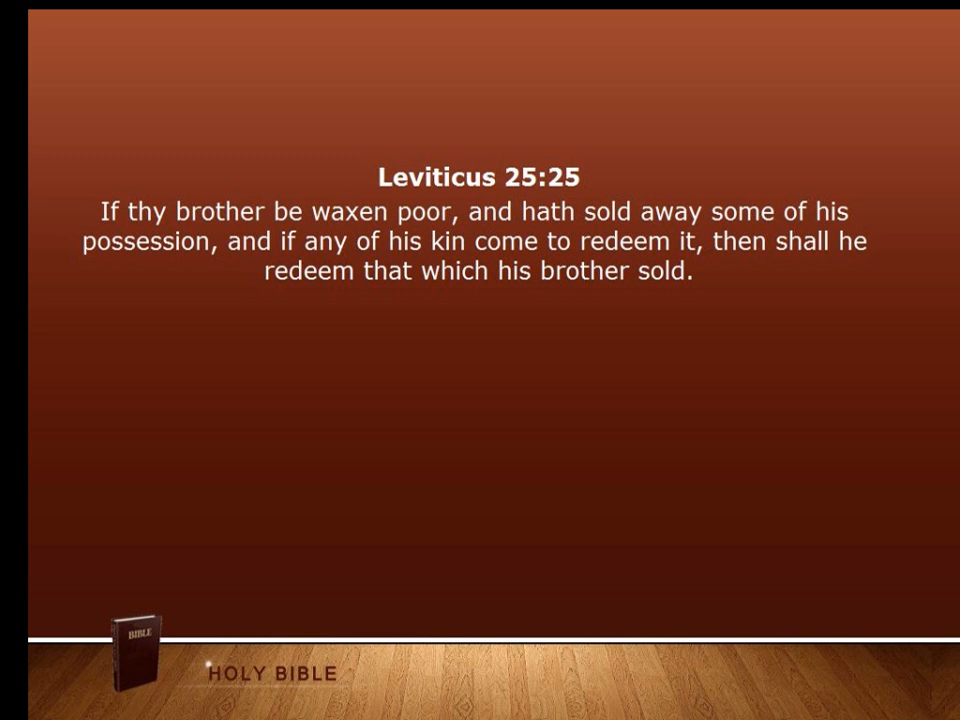 Leviticus 25:25
If thy brother be waxen poor, and hath sold away some of his
possession, and if any of his kin come to redeem it, then shall he
redeem that which his brother sold.
BIBLE
HOLY BIBLE